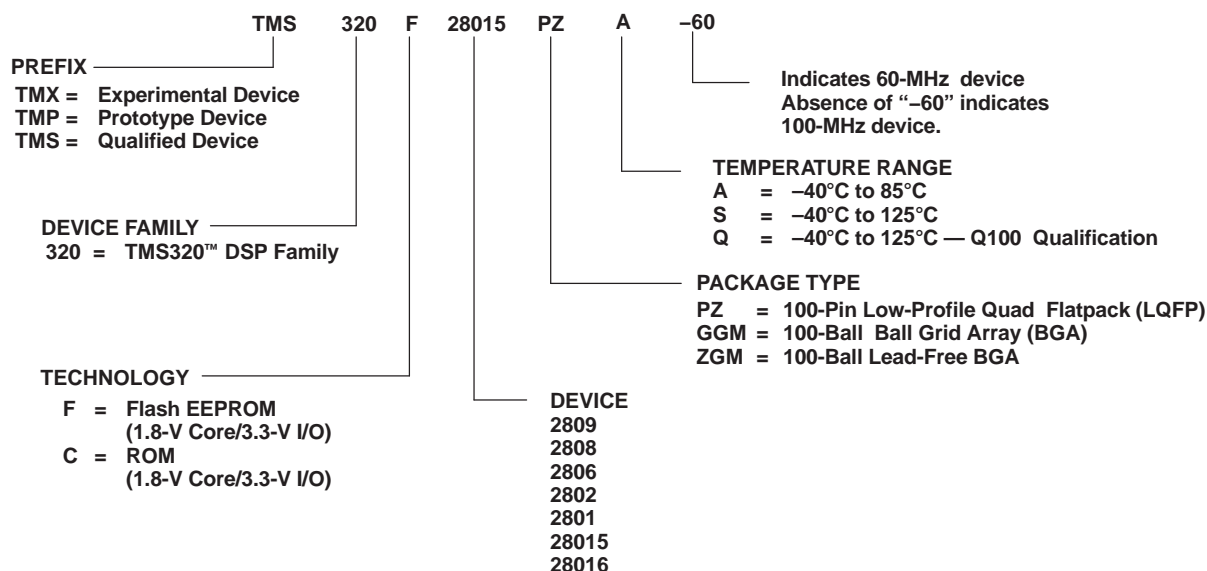 TMS 320 F 28015 PZ A –60
PREFIX
TMX = Experimental Device
TMP = Prototype Device
TMS = Qualified Device
Indicates 60-MHz device
Absence of “–60” indicates
100-MHz device.
TEMPERATURE RANGE
A = –40°C to 85°C
S = –40°C to 125°C
Q = –40°C to 125°C — Q100 Qualification
DEVICE FAMILY
320 = TMS320™ DSP Family
PACKAGE TYPE
PZ = 100-Pin Low-Profile Quad Flatpack (LQFP)
GGM = 100-Ball Ball Grid Array (BGA)
ZGM = 100-Ball Lead-Free BGA
TECHNOLOGY
F = Flash EEPROM
(1.8-V Core/3.3-V I/O)
C = ROM
(1.8-V Core/3.3-V I/O)
DEVICE
2809
2808
2806
2802
2801
28015
28016